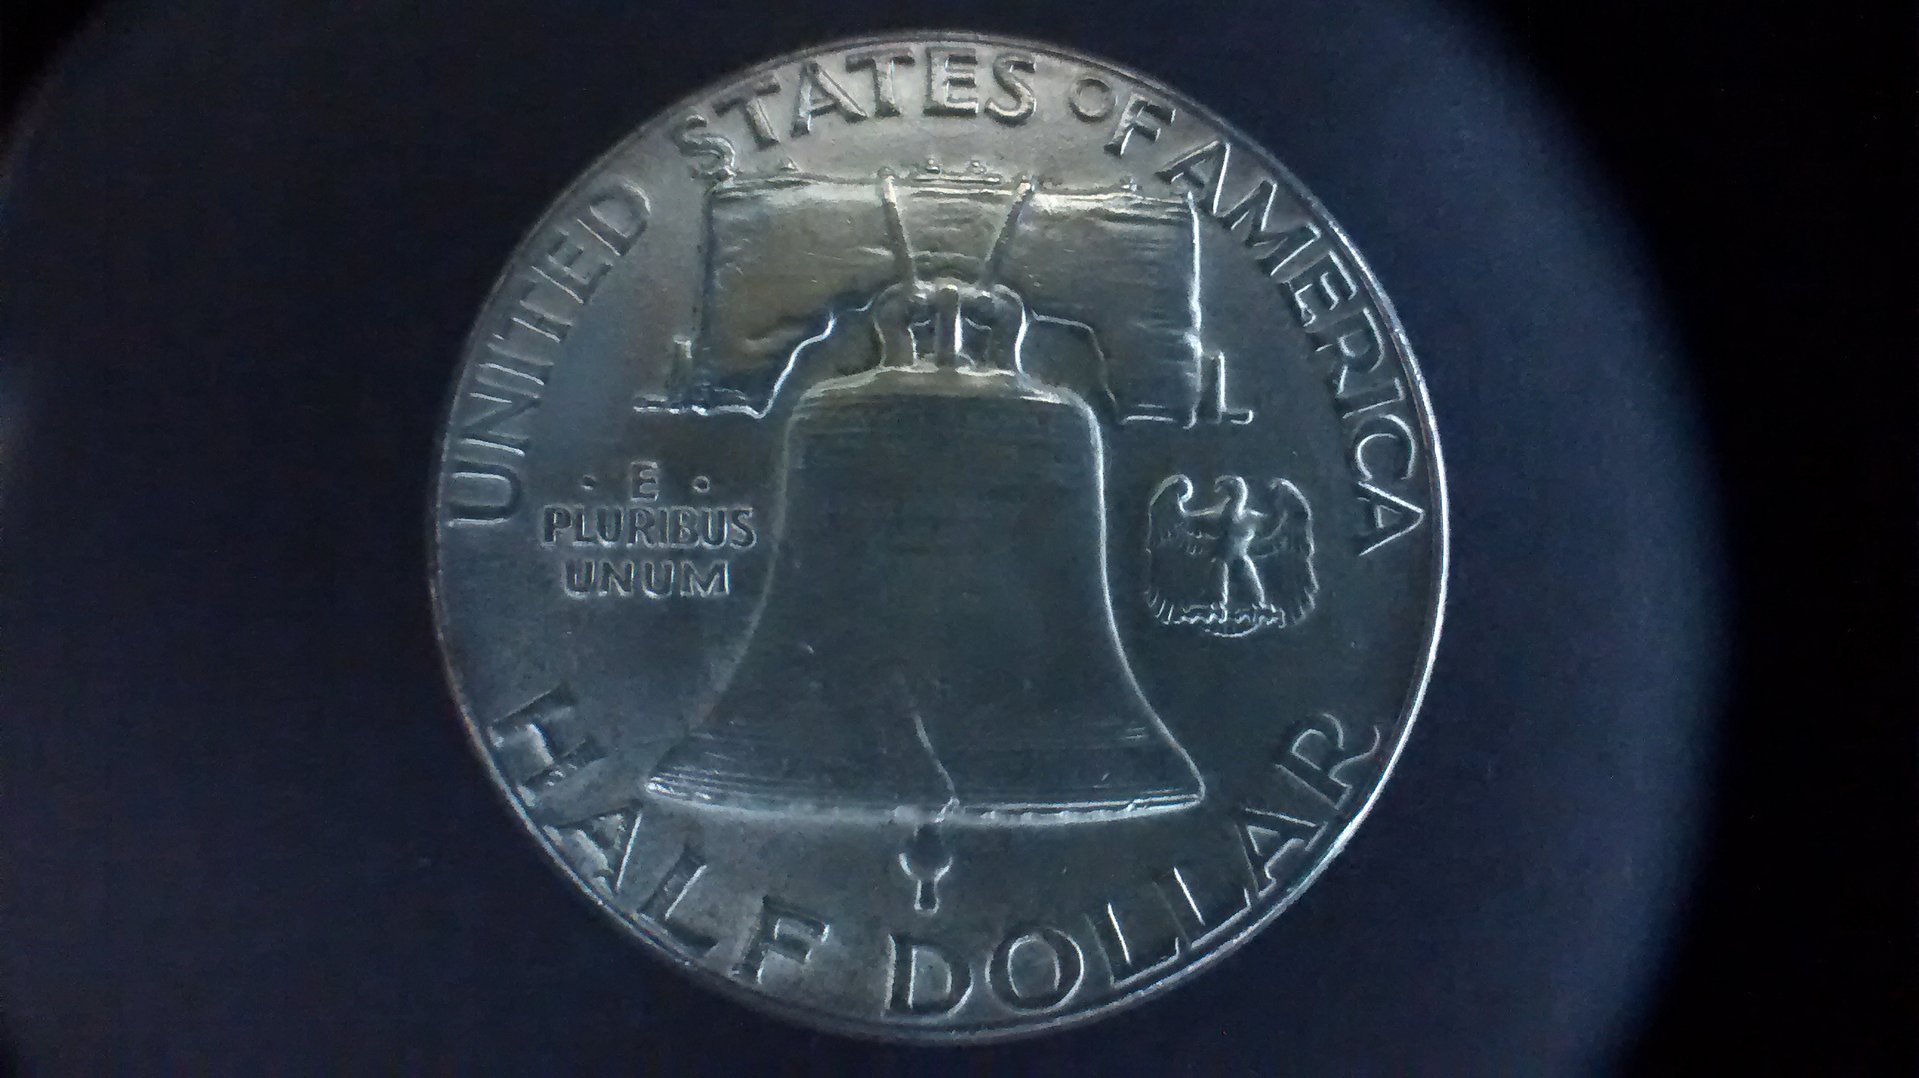 UNITED STATES OF AMERICA
· E ·
PLURIBUS
UNUM
HALF DOLLAR